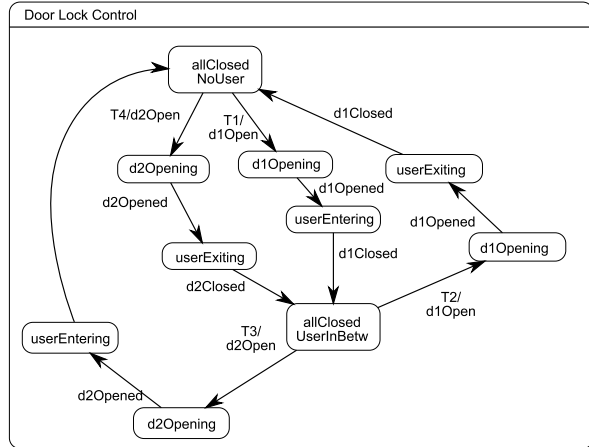 Door Lock Control
allClosed
NoUser
d1Closed
T4/d2Open
T1/
d1Open
d2Opening
d1Opening
userExiting
d2Opened
d1Opened
userEntering
d1Opened
userExiting
d1Closed
d1Opening
d2Closed
allClosed
UserInBetw
T2/
d1Open
userEntering
T3/
d2Open
d2Opened
d2Opening